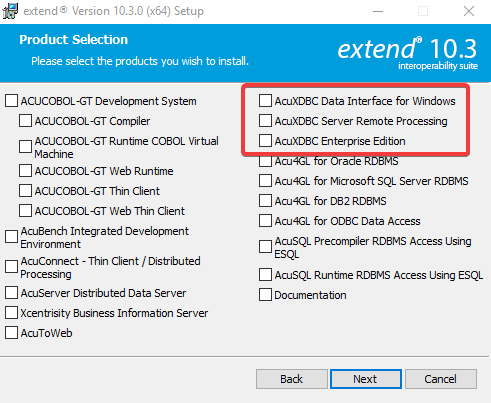 extend® Version 10.3.0 (x64) Setup
Product Selection
Please select the products you wish to install.
extend® 10.3
interoperability suite
ACUCOBOL-GT Development System
ACUCOBOL-GT Compiler
ACUCOBOL-GT Runtime COBOL Virtual
Machine
ACUCOBOL-GT Web Runtime
ACUCOBOL-GT Thin Client
ACUCOBOL-GT Web Thin Client
AcuBench Integrated Development
Environment
AcuConnect - Thin Client / Distributed
Processing
AcuServer Distributed Data Server
Xcentrisity Business Information Server
AcuToWeb
AcuXDBC Data Interface for Windows
AcuXDBC Server Remote Processing
AcuXDBC Enterprise Edition
Acu4GL for Oracle RDBMS
Acu4GL for Microsoft SQL Server RDBMS
Acu4GL for DB2 RDBMS
Acu4GL for ODBC Data Access
AcuSQL Precompiler RDBMS Access Using
ESQL
AcuSQL Runtime RDBMS Access Using ESQL
Documentation
Back
Next
Cancel